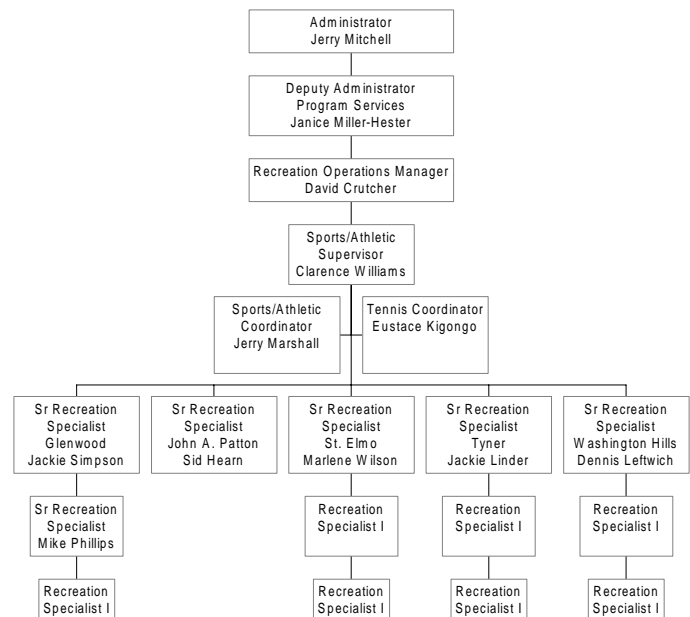 Administrator
Jerry Mitchell
Deputy Administrator
Program Services
Janice Miller-Hester
Recreation Operations Manager
David Crutcher
Sports/Athletic
Supervisor
Clarence Williams
Sports/Athletic
Coordinator
Jerry Marshall
Tennis Coordinator
Eustace Kigongo
Sr Recreation
Specialist
Glenwood
Jackie Simpson
Sr Recreation
Specialist
John A. Patton
Sid Hearn
Sr Recreation
Specialist
St. Elmo
Marlene Wilson
Sr Recreation
Specialist
Tyner
Jackie Linder
Sr Recreation
Specialist
Washington Hills
Dennis Leftwich
Sr Recreation
Specialist
Mike Phillips
Recreation
Specialist I
Recreation
Specialist I
Recreation
Specialist I
Recreation
Specialist I
Recreation
Specialist I
Recreation
Specialist I
Recreation
Specialist I